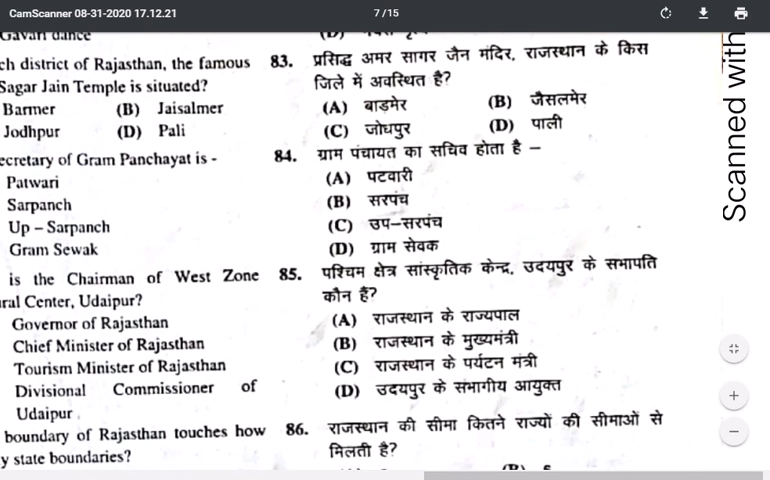 CamScanner 08-31-2020 17.12.21
7 / 15
Gavari dance
ch district of Rajasthan, the famous
Sagar Jain Temple is situated?
Barmer (B) Jaisalmer
Jodhpur (D) Pali
ecretary of Gram Panchayat is -
Patwari
Sarpanch
Up – Sarpanch
Gram Sewak
is the Chairman of West Zone
ural Center, Udaipur?
Governor of Rajasthan
Chief Minister of Rajasthan
Tourism Minister of Rajasthan
Divisional Commissioner of
Udaipur
boundary of Rajasthan touches how
y state boundaries?
(D)
83. प्रसिद्ध अमर सागर जैन मंदिर, राजस्थान के किस
जिले में अवस्थित है?
(A) बाड़मेर (B) जैसलमेर
(C) जोधपुर (D) पाली
84. ग्राम पंचायत का सचिव होता है –
(A) पटवारी
(B) सरपंच
(C) उप–सरपंच
(D) ग्राम सेवक
85. पश्चिम क्षेत्र सांस्कृतिक केन्द्र, उदयपुर के सभापति
कौन हैं?
(A) राजस्थान के राज्यपाल
(B) राजस्थान के मुख्यमंत्री
(C) राजस्थान के पर्यटन मंत्री
(D) उदयपुर के संभागीय आयुक्त
86. राजस्थान की सीमा कितने राज्यों की सीमाओं से
मिलती है?
(B)
Scanned with